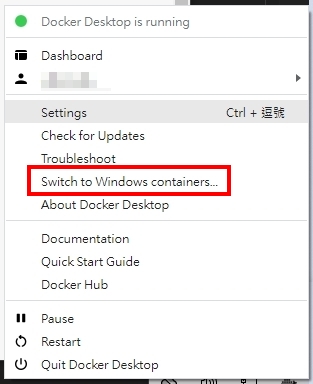 Docker Desktop is running
Dashboard
Settings Ctrl + 逗號
Check for Updates
Troubleshoot
Switch to Windows containers...
About Docker Desktop
Documentation
Quick Start Guide
Docker Hub
Pause
Restart
Quit Docker Desktop